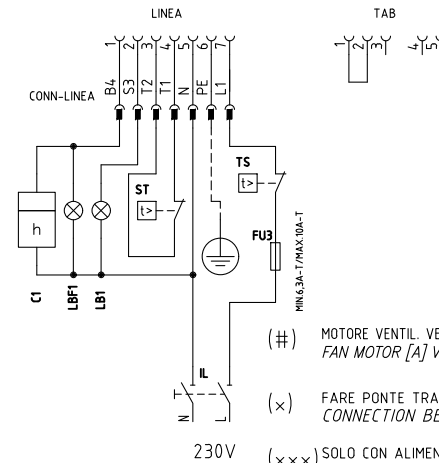 LINEA
TAB
1 2 3 4 5 6 7
1 2 3 4 5
CONN-LINEA
B4 S3 T2 T1 N PE L1
ST
t>
TS
t>
h
FU3
MIN.6,3A-T/MAX.10A-T
C1
LBF1
LB1
IL
N
L
230V
(#) MOTORE VENTIL. VE
FAN MOTOR [A] V
(x) FARE PONTE TRA
CONNECTION BE
(xxx) SOLO CON ALIMEN